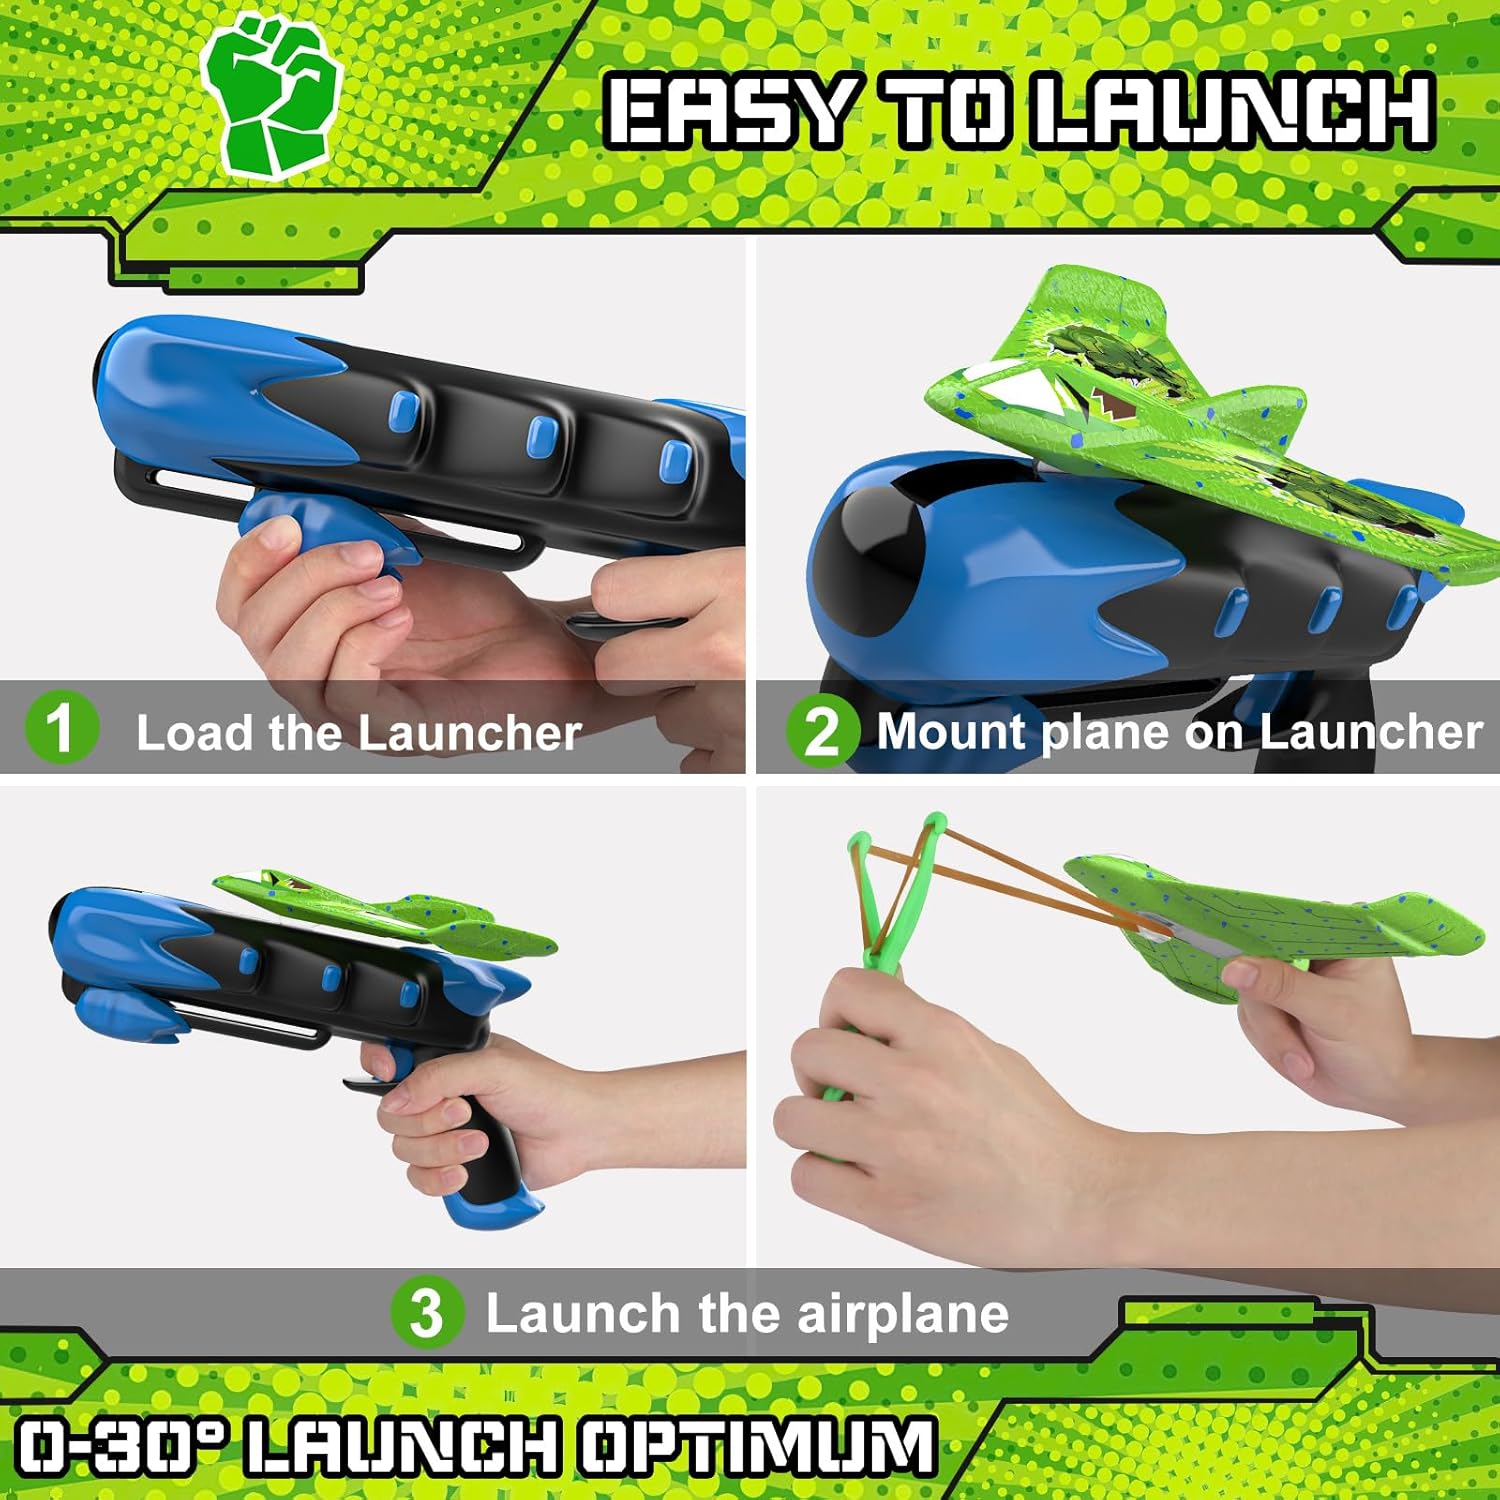 EASY TO LAUNCH
1 Load the Launcher
2 Mount plane on Launcher
3 Launch the airplane
0-30° LAUNCH OPTIMUM